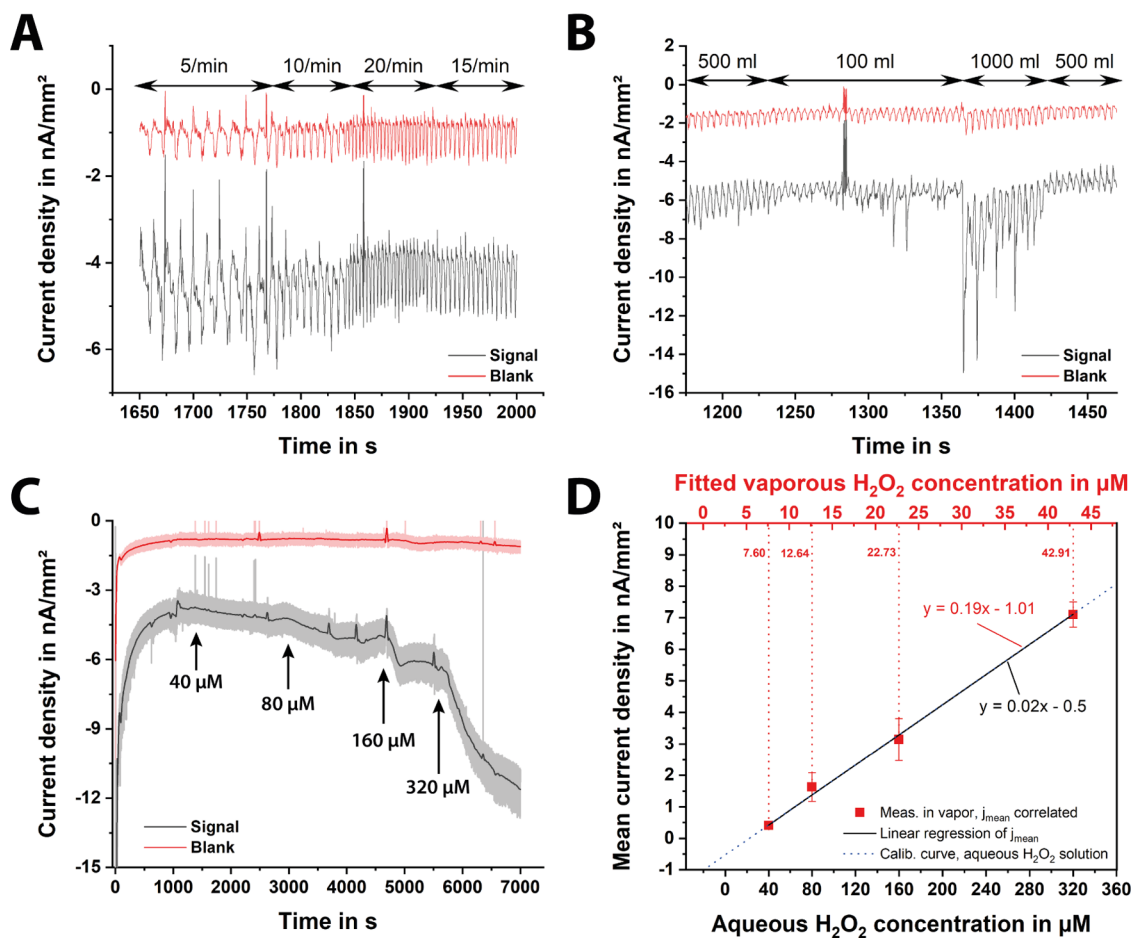 A
5/min 10/min 20/min 15/min
0
-2
-4
-6
Current density in nA/mm²
Signal
Blank
1650 1700 1750 1800 1850 1900 1950 2000
Time in s
B
500 ml 100 ml 1000 ml 500 ml
2
0
-2
-4
-6
-8
-10
-12
-14
-16
Current density in nA/mm²
Signal
Blank
1200 1250 1300 1350 1400 1450
Time in s
C
0
-3
-6
-9
-12
-15
Current density in nA/mm²
40 µM
80 µM
160 µM
320 µM
Signal
Blank
0 1000 2000 3000 4000 5000 6000 7000
Time in s
D
Fitted vaporous H₂O₂ concentration in µM
0 5 10 15 20 25 30 35 40 45
10
9
8
7
6
5
4
3
2
1
0
-1
Mean current density in nA/mm²
7.60 12.64 22.73 42.91
y = 0.19x - 1.01
y = 0.02x - 0.5
Meas. in vapor, jmean correlated
Linear regression of jmean
Calib. curve, aqueous H₂O₂ solution
0 40 80 120 160 200 240 280 320 360
Aqueous H₂O₂ concentration in µM